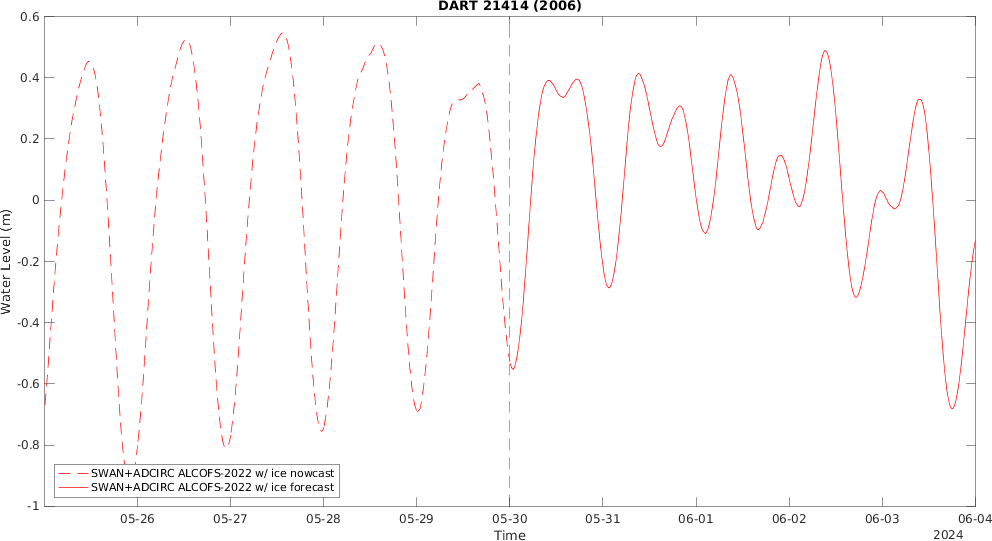 DART 21414 (2006)
0.6
0.4
0.2
0
-0.2
-0.4
-0.6
-0.8
-1
Water Level (m)
SWAN+ADCIRC ALCOFS-2022 w/ ice nowcast
SWAN+ADCIRC ALCOFS-2022 w/ ice forecast
05-26 05-27 05-28 05-29 05-30 05-31 06-01 06-02 06-03 06-04
Time
2024